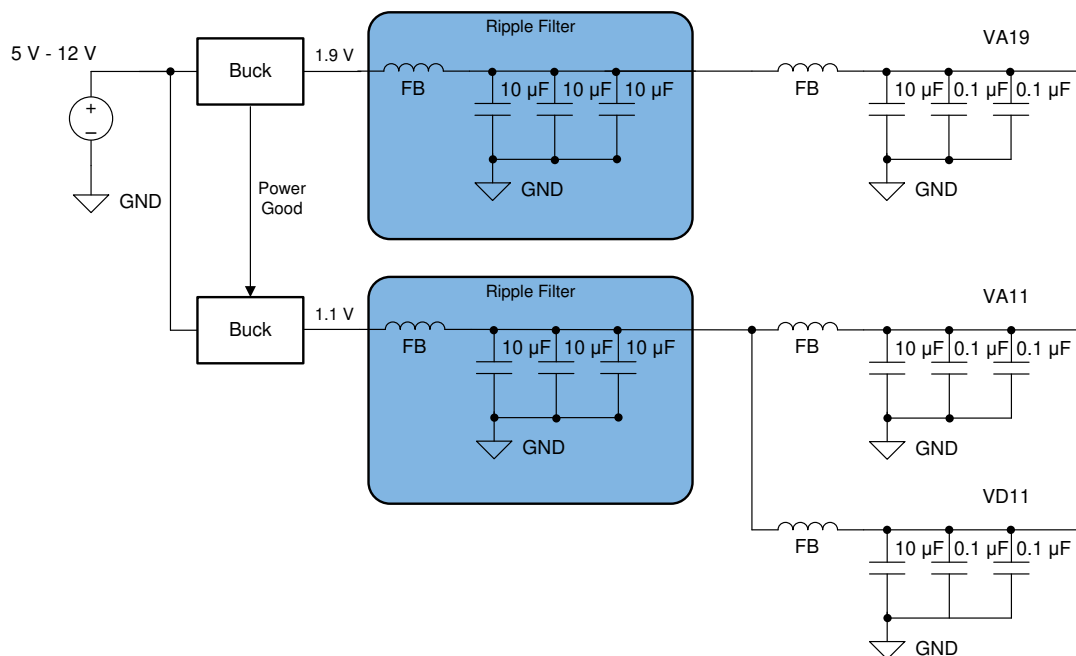 Ripple Filter
VA19
5 V - 12 V
Buck
1.9 V
FB
10 µF
10 µF
10 µF
FB
10 µF
0.1 µF
0.1 µF
+
−
GND
Power
Good
GND
GND
Ripple Filter
VA11
Buck
1.1 V
FB
10 µF
10 µF
10 µF
FB
10 µF
0.1 µF
0.1 µF
GND
GND
VD11
FB
10 µF
0.1 µF
0.1 µF
GND